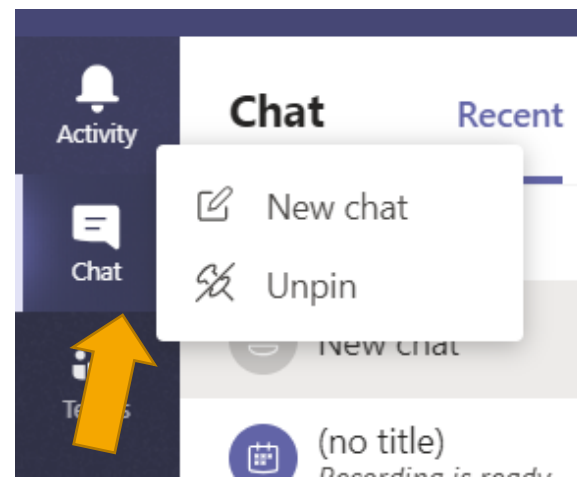 Activity
Chat
Recent
Chat
New chat
Unpin
New chat
(no title)
Recording is ready